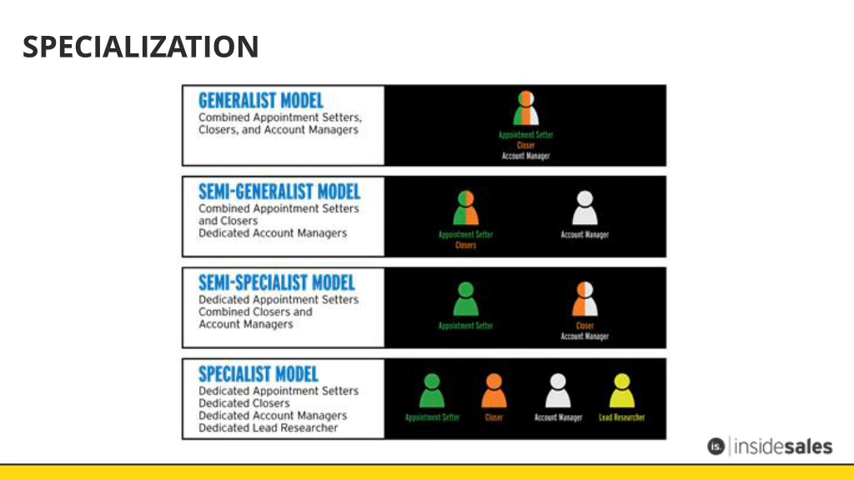 SPECIALIZATION
GENERALIST MODEL
Combined Appointment Setters,
Closers, and Account Managers
Appointment Setter
Closer
Account Manager
SEMI-GENERALIST MODEL
Combined Appointment Setters
and Closers
Dedicated Account Managers
Appointment Setter
Closers
Account Manager
SEMI-SPECIALIST MODEL
Dedicated Appointment Setters
Combined Closers and
Account Managers
Appointment Setter
Closer
Account Manager
SPECIALIST MODEL
Dedicated Appointment Setters
Dedicated Closers
Dedicated Account Managers
Dedicated Lead Researcher
Appointment Setter
Closer
Account Manager
Lead Researcher
is. insidesales